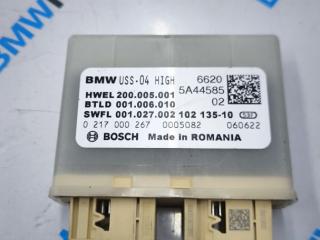 BMW USS-04 HIGH 6620
5A44585
HWEL 200.005.001 02
BTLD 001.006.010
SWFL 001.027.002 102 135-10
0 217 000 267 0005082 060622
BOSCH Made in ROMANIA